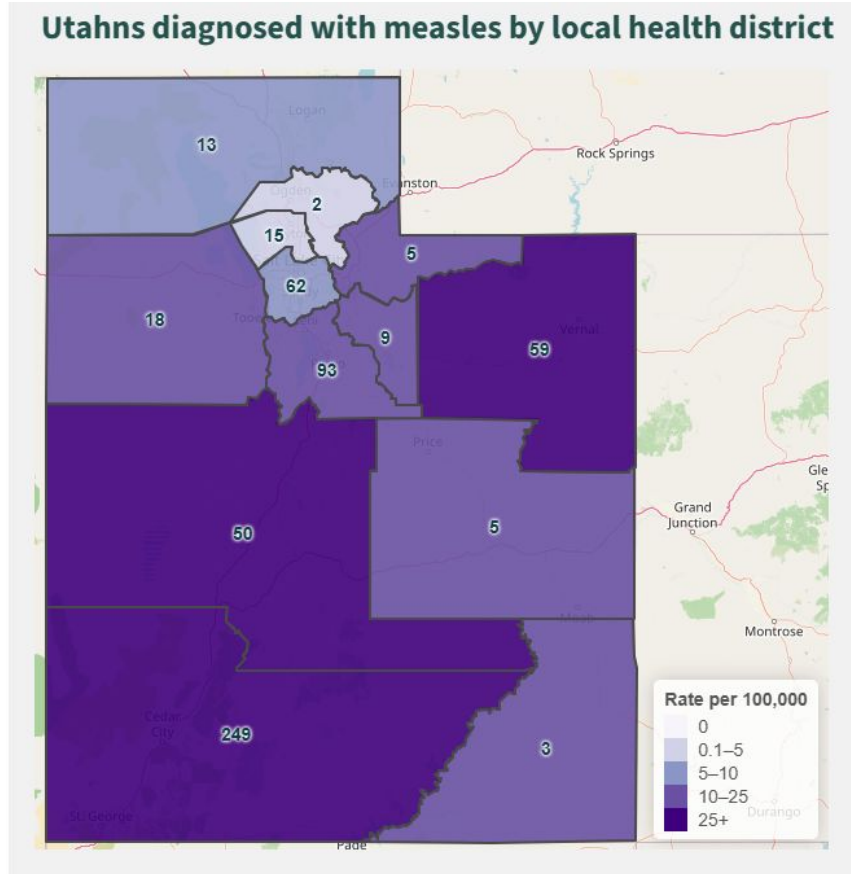 Utahns diagnosed with measles by local health district
Logan
13
Rock Springs
Evanston
Ogden
2
15
5
62
18
Vernal
9
59
93
Price
Gle
Sp
Grand
Junction
5
50
Moab
Montrose
Rate per 100,000
0
0.1–5
5–10
10–25
25+
Cedar
City
249
3
Durango
St. George
Page